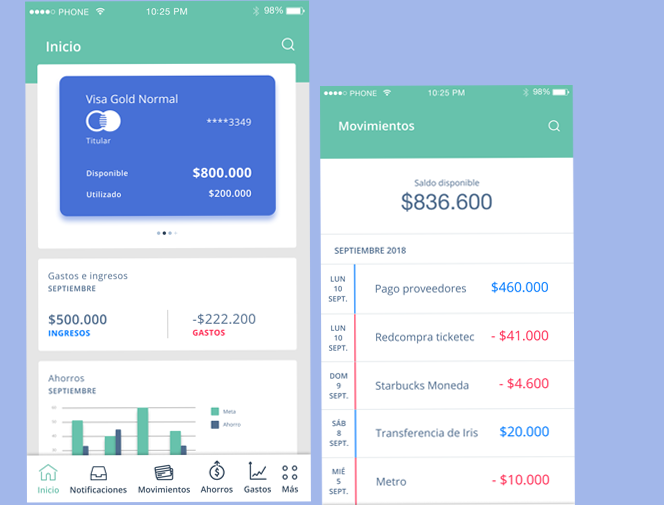 PHONE 10:25 PM 98%
Inicio
Visa Gold Normal
****3349
Titular
Disponible $800.000
Utilizado $200.000
Gastos e ingresos
SEPTIEMBRE
$500.000 -$222.200
INGRESOS GASTOS
Ahorros
SEPTIEMBRE
Meta
Ahorro
Inicio Notificaciones Movimientos Ahorros Gastos Más
PHONE 10:25 PM 98%
Movimientos
Saldo disponible
$836.600
SEPTIEMBRE 2018
LUN
10
SEPT.
Pago proveedores $460.000
LUN
10
SEPT.
Redcompra ticketec - $41.000
DOM
9
SEPT.
Starbucks Moneda - $4.600
SÁB
8
SEPT.
Transferencia de Iris $20.000
MIÉ
5
SEPT.
Metro - $10.000